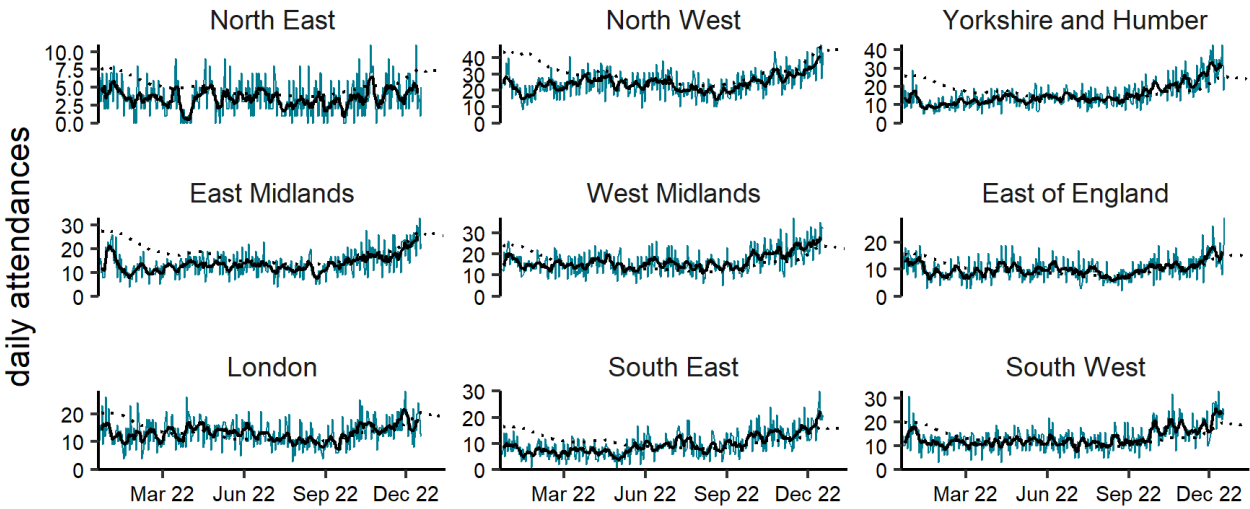 North East
North West
Yorkshire and Humber
10.0
7.5
5.0
2.5
0.0
40
30
20
10
0
40
30
20
10
0
daily attendances
East Midlands
West Midlands
East of England
30
20
10
0
30
20
10
0
20
10
0
London
South East
South West
20
10
0
30
20
10
0
30
20
10
0
Mar 22 Jun 22 Sep 22 Dec 22
Mar 22 Jun 22 Sep 22 Dec 22
Mar 22 Jun 22 Sep 22 Dec 22